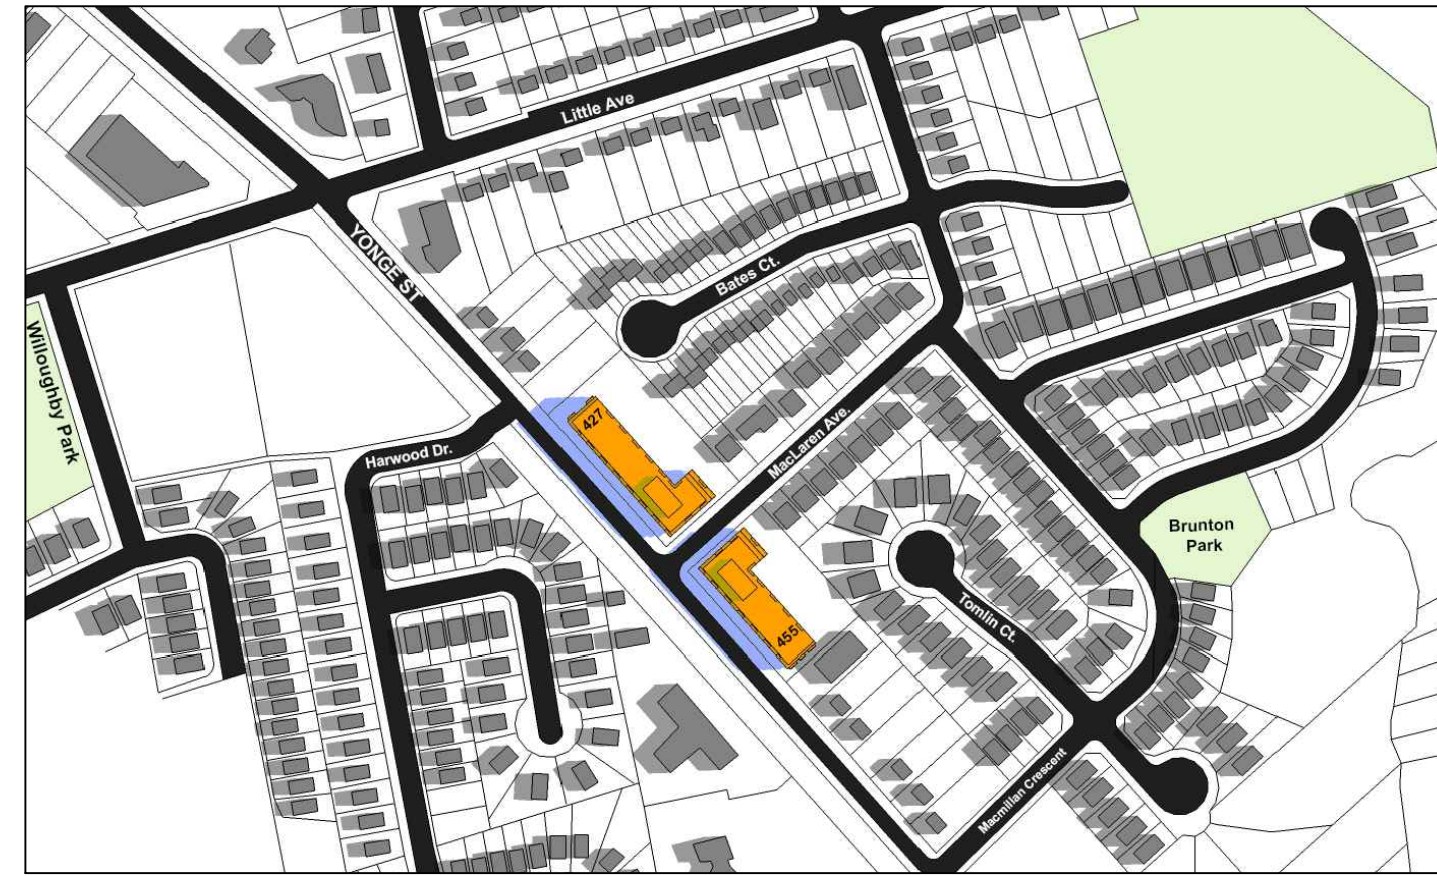 Little Ave
YONGE ST
Bates Ct.
Willoughby Park
427
MacLaren Ave.
Harwood Dr.
Brunton
Park
Tomlin Ct.
455
Macmillan Crescent